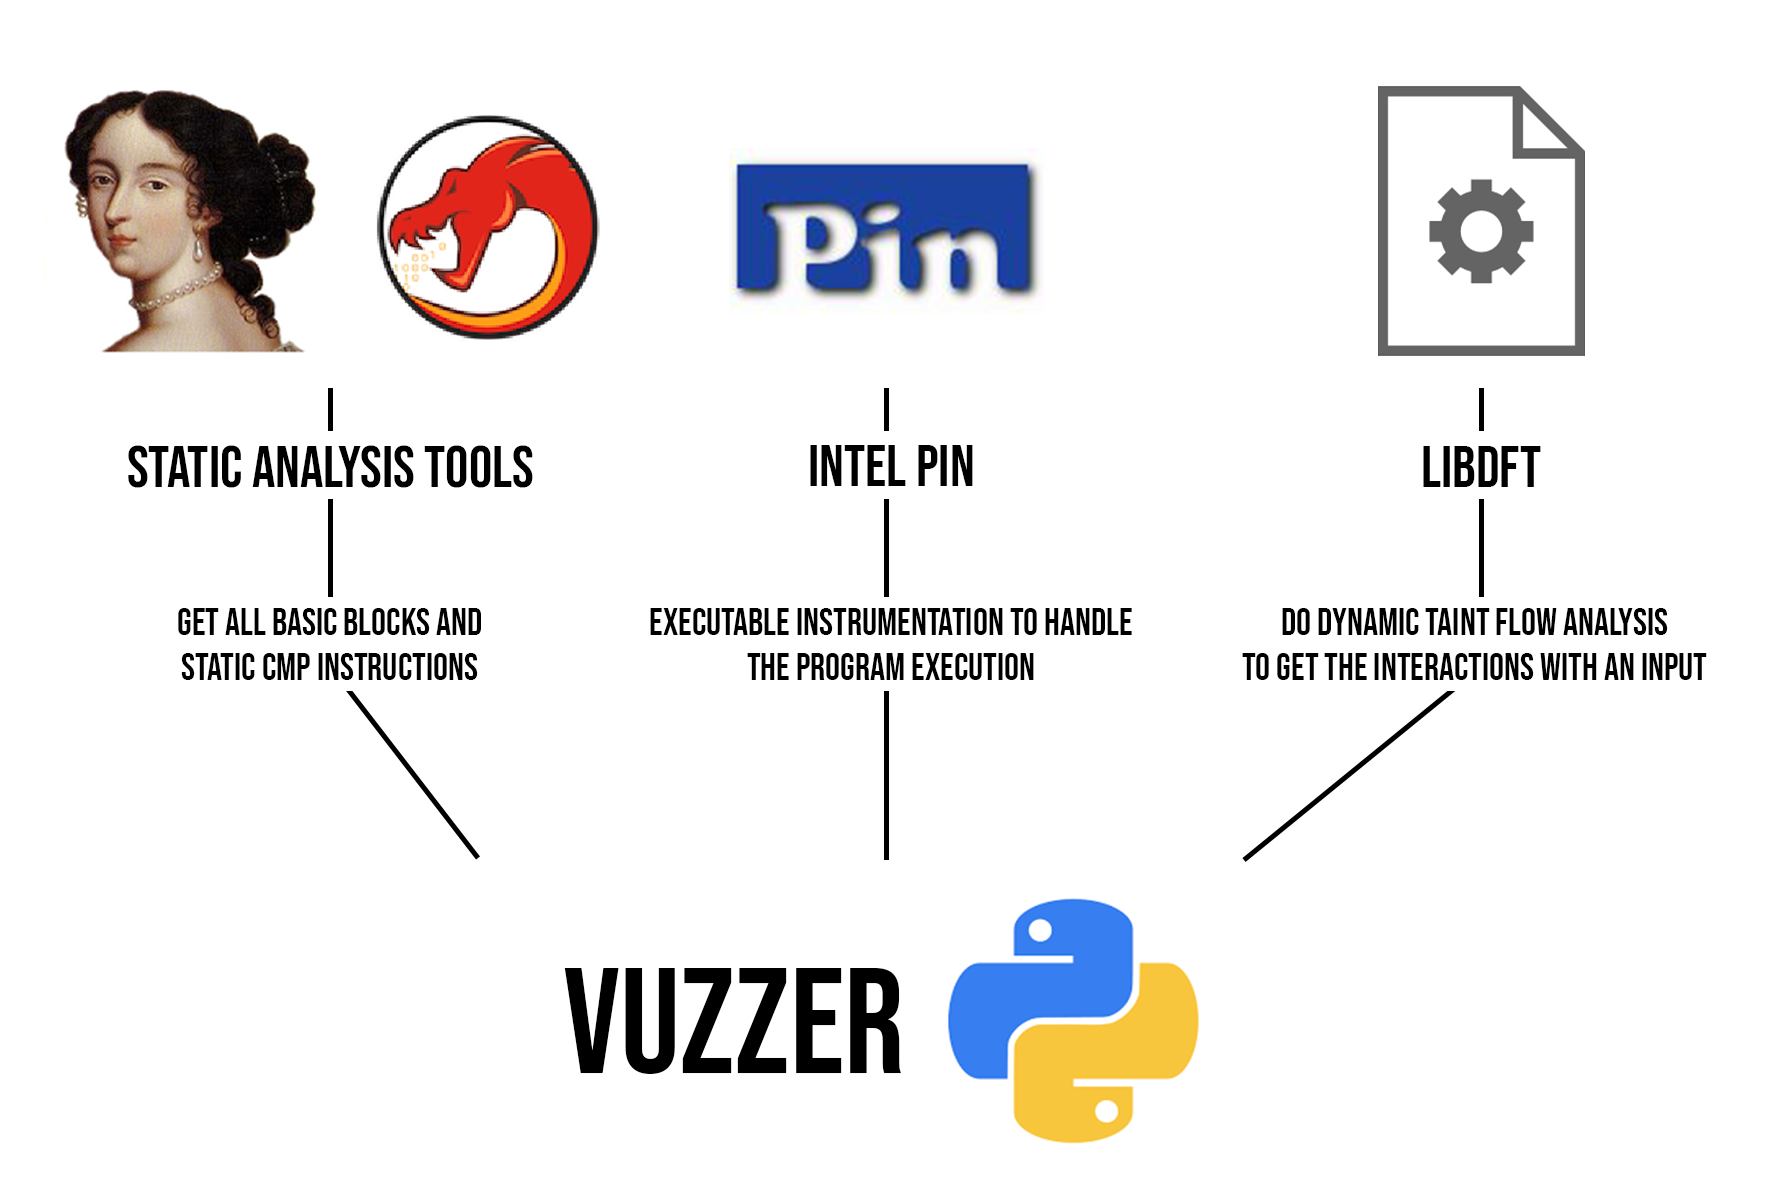 Pin
STATIC ANALYSIS TOOLS
INTEL PIN
LIBDFT
GET ALL BASIC BLOCKS AND
STATIC CMP INSTRUCTIONS
EXECUTABLE INSTRUMENTATION TO HANDLE
THE PROGRAM EXECUTION
DO DYNAMIC TAINT FLOW ANALYSIS
TO GET THE INTERACTIONS WITH AN INPUT
VUZZER